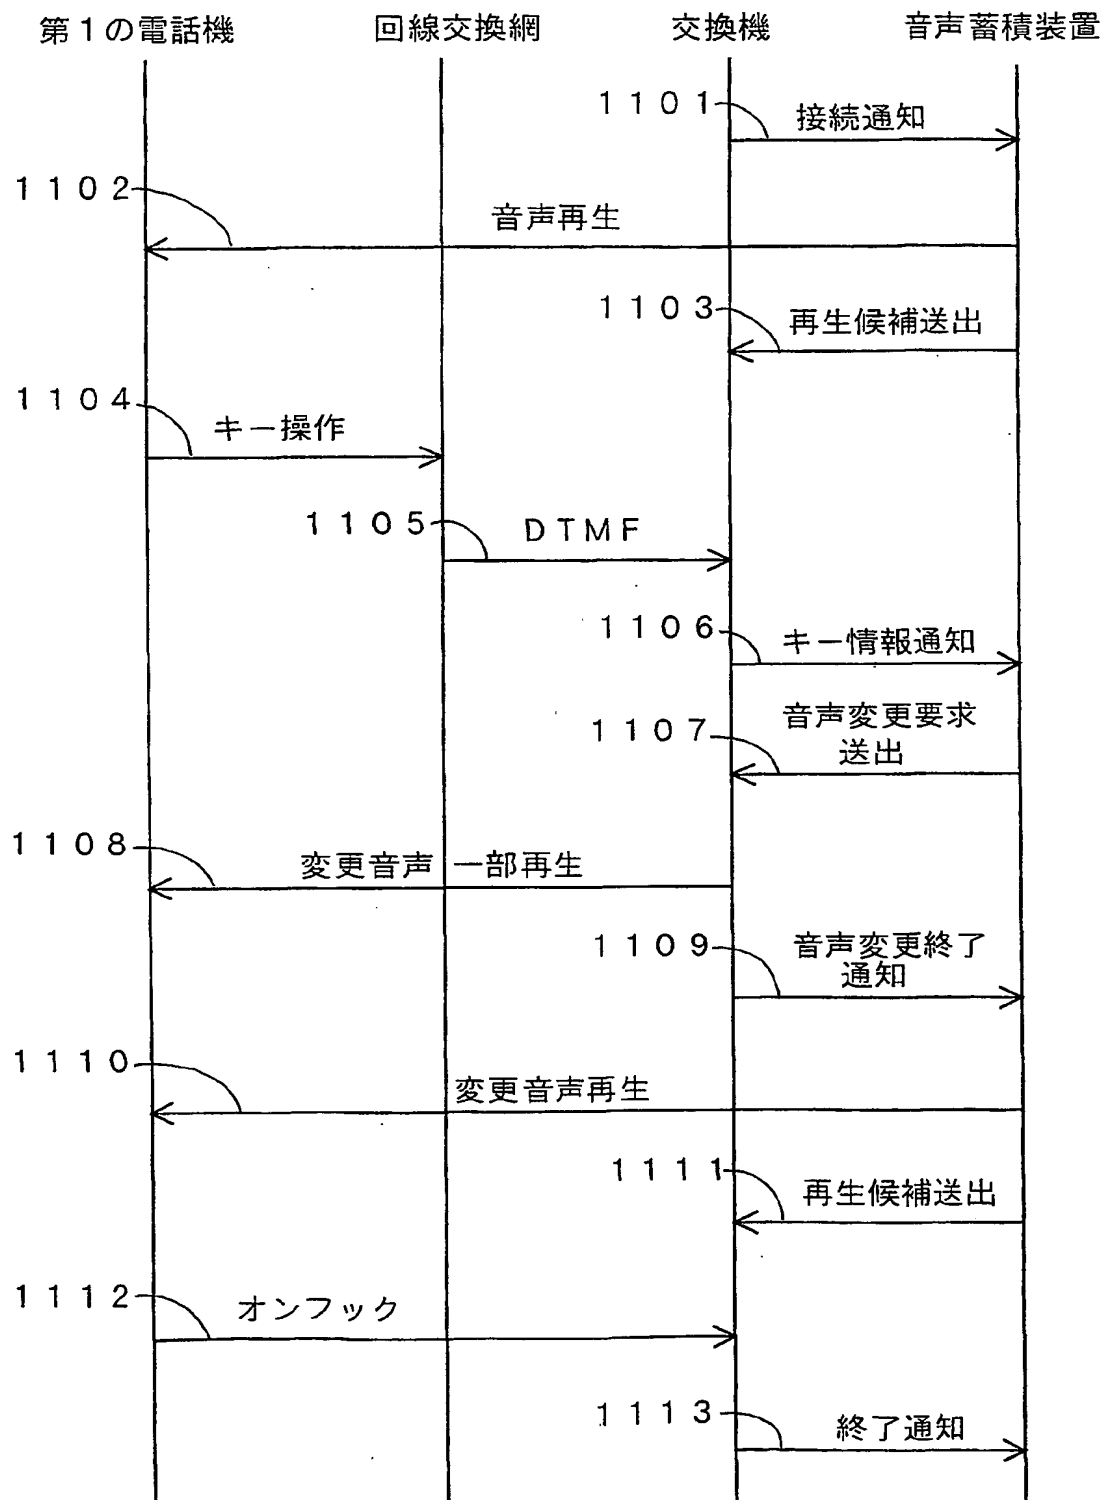 第１の電話機 回線交換網 交換機 音声蓄積装置
１１０１ 接続通知
１１０２ 音声再生
１１０３ 再生候補送出
１１０４ キー操作
１１０５ ＤＴＭＦ
１１０６ キー情報通知
１１０７ 音声変更要求
送出
１１０８ 変更音声 一部再生
１１０９ 音声変更終了
通知
１１１０ 変更音声再生
１１１１ 再生候補送出
１１１２ オンフック
１１１３ 終了通知